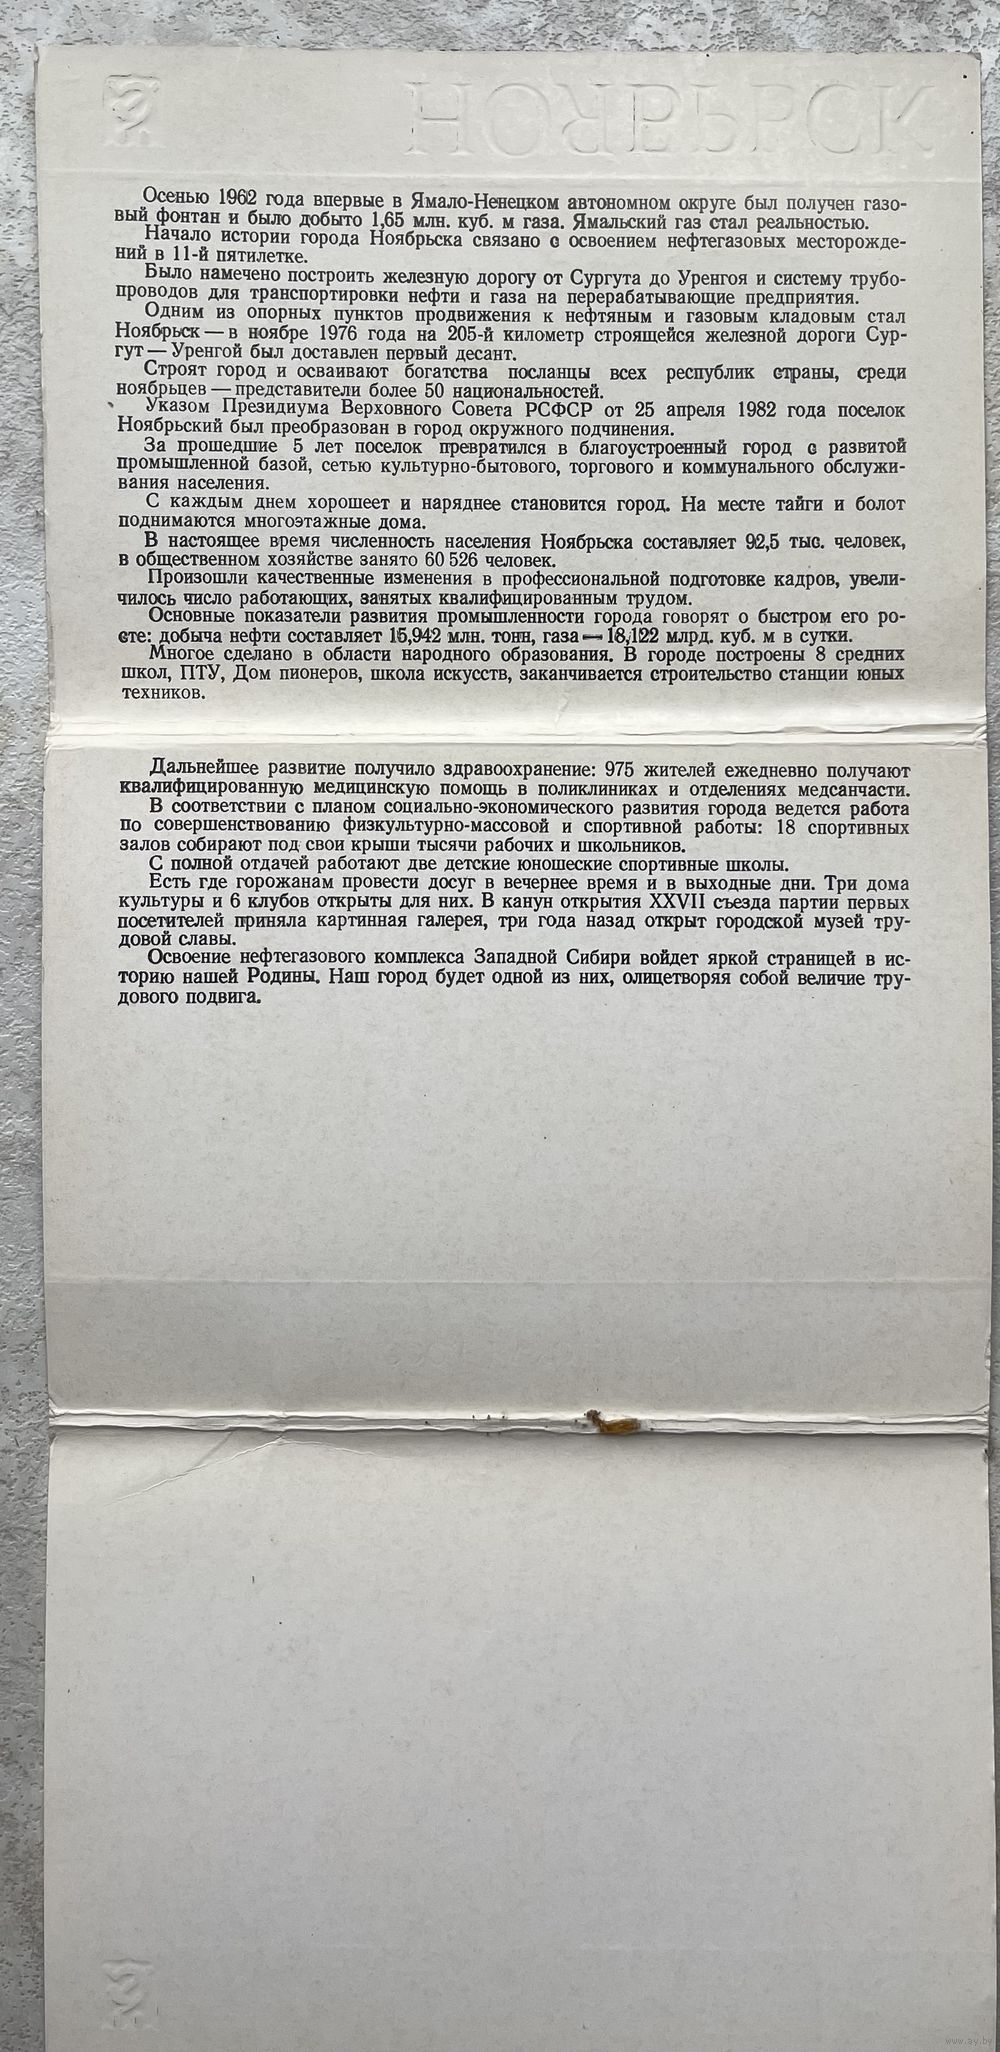 НОЯБРЬСК
Осенью 1962 года впервые в Ямало-Ненецком автономном округе был получен газо-
вый фонтан и было добыто 1,65 млн. куб. м газа. Ямальский газ стал реальностью.
Начало истории города Ноябрьска связано с освоением нефтегазовых месторожде-
ний в 11-й пятилетке.
Было намечено построить железную дорогу от Сургута до Уренгоя и систему трубо-
проводов для транспортировки нефти и газа на перерабатывающие предприятия.
Одним из опорных пунктов продвижения к нефтяным и газовым кладовым стал
Ноябрьск — в ноябре 1976 года на 205-й километр строящейся железной дороги Сур-
гут — Уренгой был доставлен первый десант.
Строят город и осваивают богатства посланцы всех республик страны, среди
ноябрьцев — представители более 50 национальностей.
Указом Президиума Верховного Совета РСФСР от 25 апреля 1982 года поселок
Ноябрьский был преобразован в город окружного подчинения.
За прошедшие 5 лет поселок превратился в благоустроенный город с развитой
промышленной базой, сетью культурно-бытового, торгового и коммунального обслужи-
вания населения.
С каждым днем хорошеет и наряднее становится город. На месте тайги и болот
поднимаются многоэтажные дома.
В настоящее время численность населения Ноябрьска составляет 92,5 тыс. человек,
в общественном хозяйстве занято 60 526 человек.
Произошли качественные изменения в профессиональной подготовке кадров, увели-
чилось число работающих, занятых квалифицированным трудом.
Основные показатели развития промышленности города говорят о быстром его ро-
сте: добыча нефти составляет 15,942 млн. тонн, газа — 18,122 млрд. куб. м в сутки.
Многое сделано в области народного образования. В городе построены 8 средних
школ, ПТУ, Дом пионеров, школа искусств, заканчивается строительство станции юных
техников.
Дальнейшее развитие получило здравоохранение: 975 жителей ежедневно получают
квалифицированную медицинскую помощь в поликлиниках и отделениях медсанчасти.
В соответствии с планом социально-экономического развития города ведется работа
по совершенствованию физкультурно-массовой и спортивной работы: 18 спортивных
залов собирают под свои крыши тысячи рабочих и школьников.
С полной отдачей работают две детские юношеские спортивные школы.
Есть где горожанам провести досуг в вечернее время и в выходные дни. Три дома
культуры и 6 клубов открыты для них. В канун открытия XXVII съезда партии первых
посетителей приняла картинная галерея, три года назад открыт городской музей тру-
довой славы.
Освоение нефтегазового комплекса Западной Сибири войдет яркой страницей в ис-
торию нашей Родины. Наш город будет одной из них, олицетворяя собой величие тру-
дового подвига.
www.ay.by